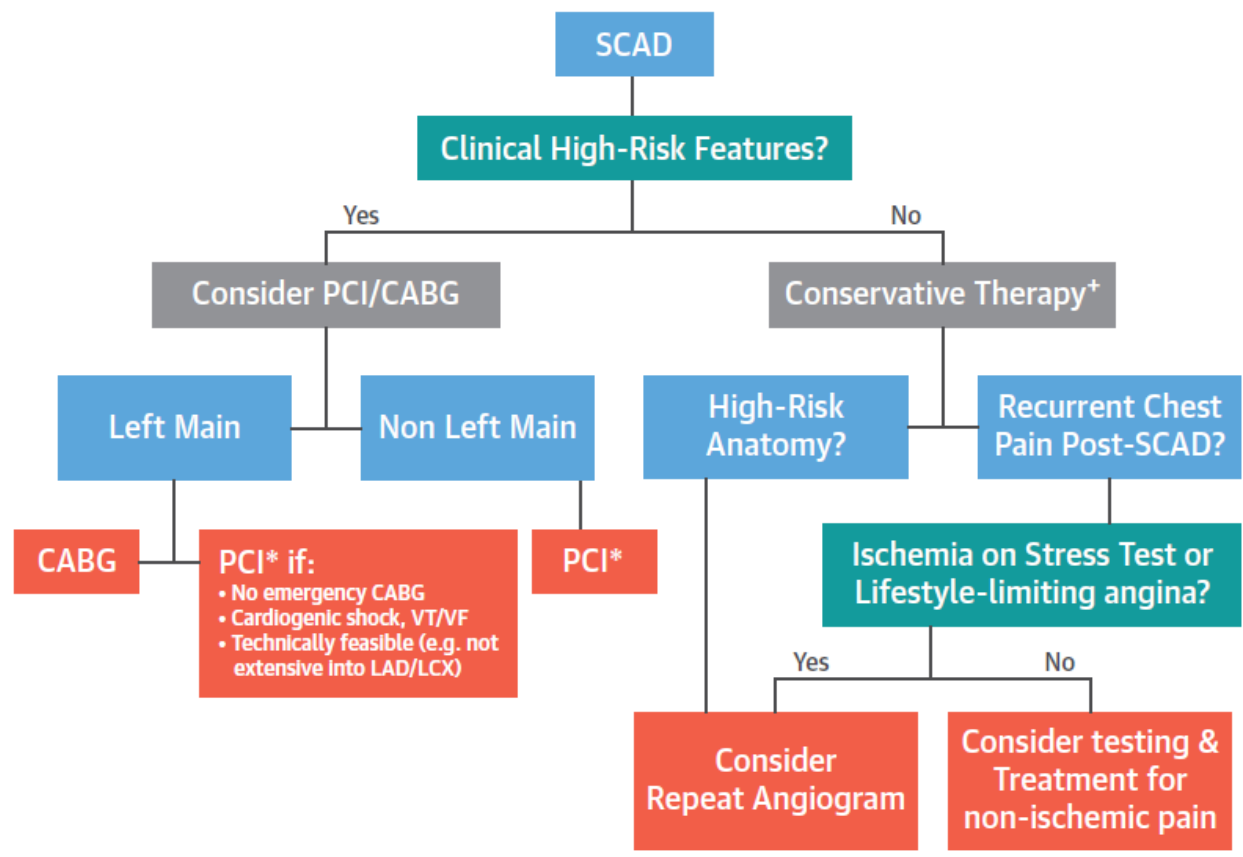 SCAD
Clinical High-Risk Features?
Yes
No
Consider PCI/CABG
Conservative Therapy⁺
Left Main
Non Left Main
High-Risk
Anatomy?
Recurrent Chest
Pain Post-SCAD?
CABG
PCI* if:
• No emergency CABG
• Cardiogenic shock, VT/VF
• Technically feasible (e.g. not
extensive into LAD/LCX)
PCI*
Ischemia on Stress Test or
Lifestyle-limiting angina?
Yes
No
Consider
Repeat Angiogram
Consider testing &
Treatment for
non-ischemic pain